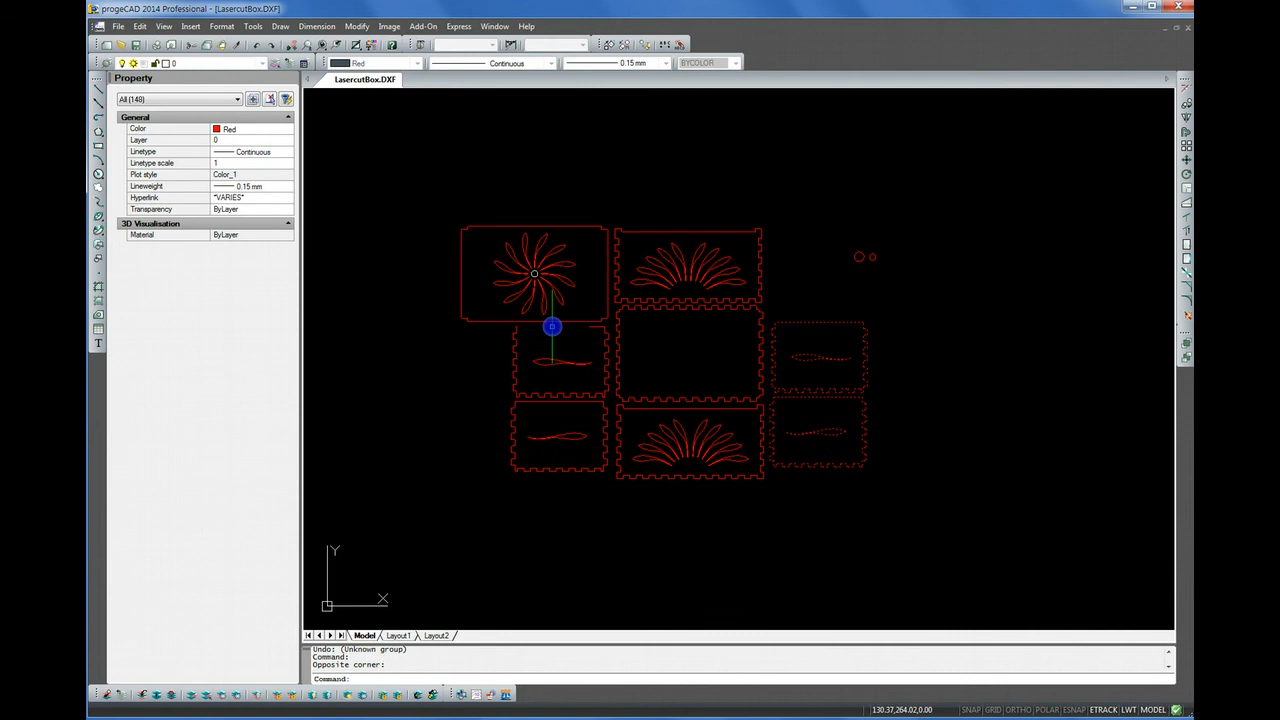 progeCAD 2014 Professional - [LasercutBox.DXF]
File Edit View Insert Format Tools Draw Dimension Modify Image Add-On Express Window Help
0 Red Continuous 0.15 mm BYCOLOR
Property
LasercutBox.DXF
All (148)
General
Color Red
Layer 0
Linetype Continuous
Linetype scale 1
Plot style Color_1
Lineweight 0.15 mm
Hyperlink *VARIES*
Transparency ByLayer
3D Visualisation
Material ByLayer
Y
X
T
Model Layout1 Layout2
Undo: (Unknown group)
Command:
Opposite corner:
Command:
130.37,264.02,0.00 SNAP GRID ORTHO POLAR ESNAP ETRACK LWT MODEL